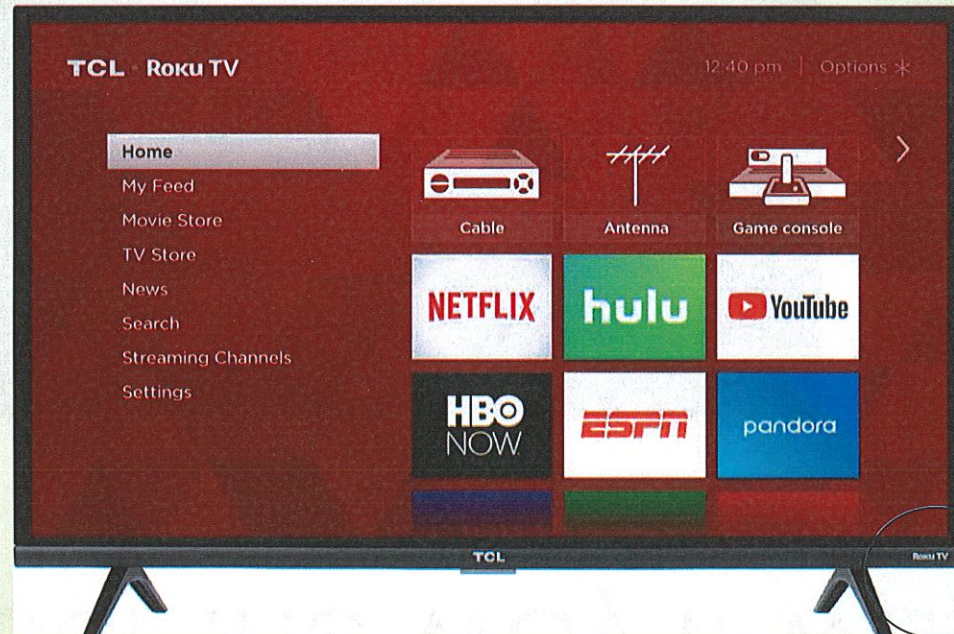 TCL · Roku TV
12:40 pm | Options *
Home
My Feed
Movie Store
TV Store
News
Search
Streaming Channels
Settings
Cable Antenna Game console
NETFLIX hulu YouTube
HBO NOW ESPN pandora
TCL
Roku TV